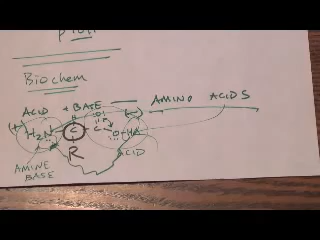 Biochem
ACID + BASE — AMINO ACIDS
(+) H (-)
H₂N C C O-H
R ACID
AMINE
BASE